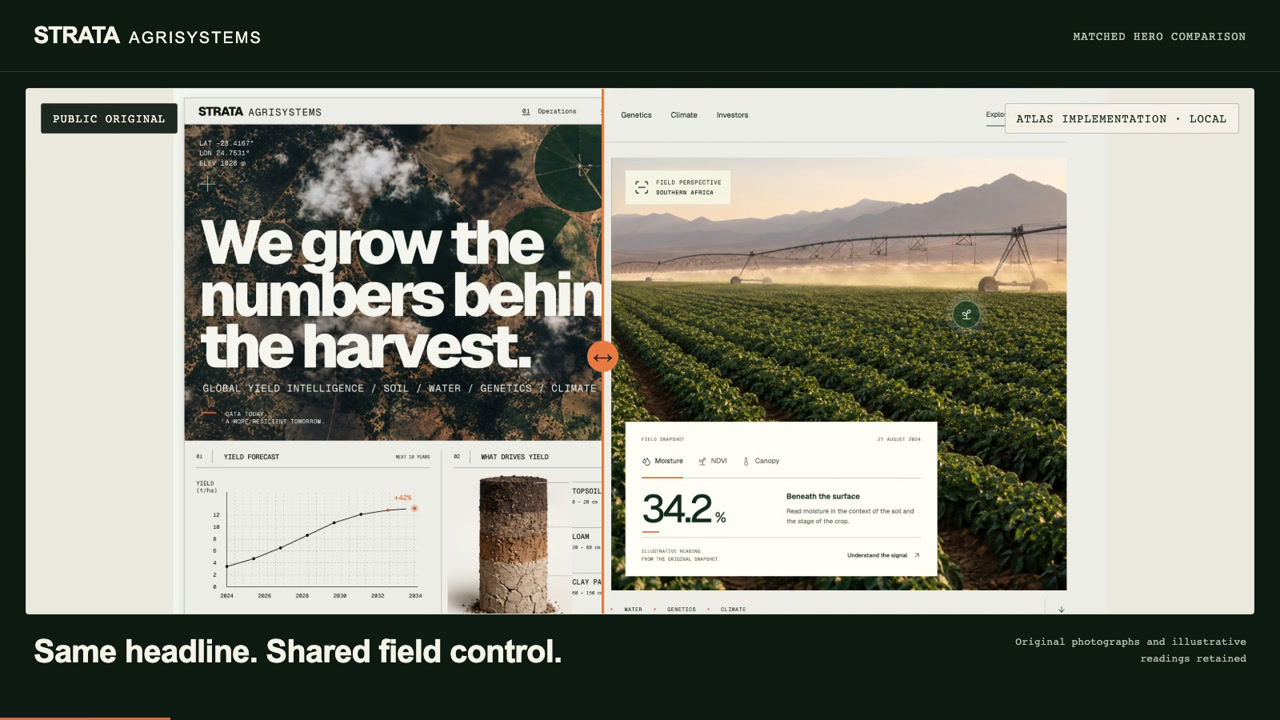 STRATA AGRISYSTEMS
MATCHED HERO COMPARISON
PUBLIC ORIGINAL
STRATA AGRISYSTEMS
01 Operations
LAT -28.4167°
LON 24.7531°
ELEV 1028 m
We grow the
numbers behin
the harvest.
GLOBAL YIELD INTELLIGENCE / SOIL / WATER / GENETICS / CLIMATE
DATA TODAY.
A MORE RESILIENT TOMORROW.
01 YIELD FORECAST NEXT 10 YEARS
YIELD
(t/ha)
+42%
12
10
8
6
4
2
0
2024 2026 2028 2030 2032 2034
02 WHAT DRIVES YIELD
TOPSOIL
0 – 20 cm
LOAM
20 – 60 cm
CLAY PA
60 – 150 cm
Genetics Climate Investors
Explo
ATLAS IMPLEMENTATION · LOCAL
FIELD PERSPECTIVE
SOUTHERN AFRICA
FIELD SNAPSHOT 27 AUGUST 2024
Moisture NDVI Canopy
34.2%
Beneath the surface
Read moisture in the context of the soil and
the stage of the crop.
ILLUSTRATIVE READING
FROM THE ORIGINAL SNAPSHOT
Understand the signal
WATER GENETICS CLIMATE
Same headline. Shared field control.
Original photographs and illustrative
readings retained